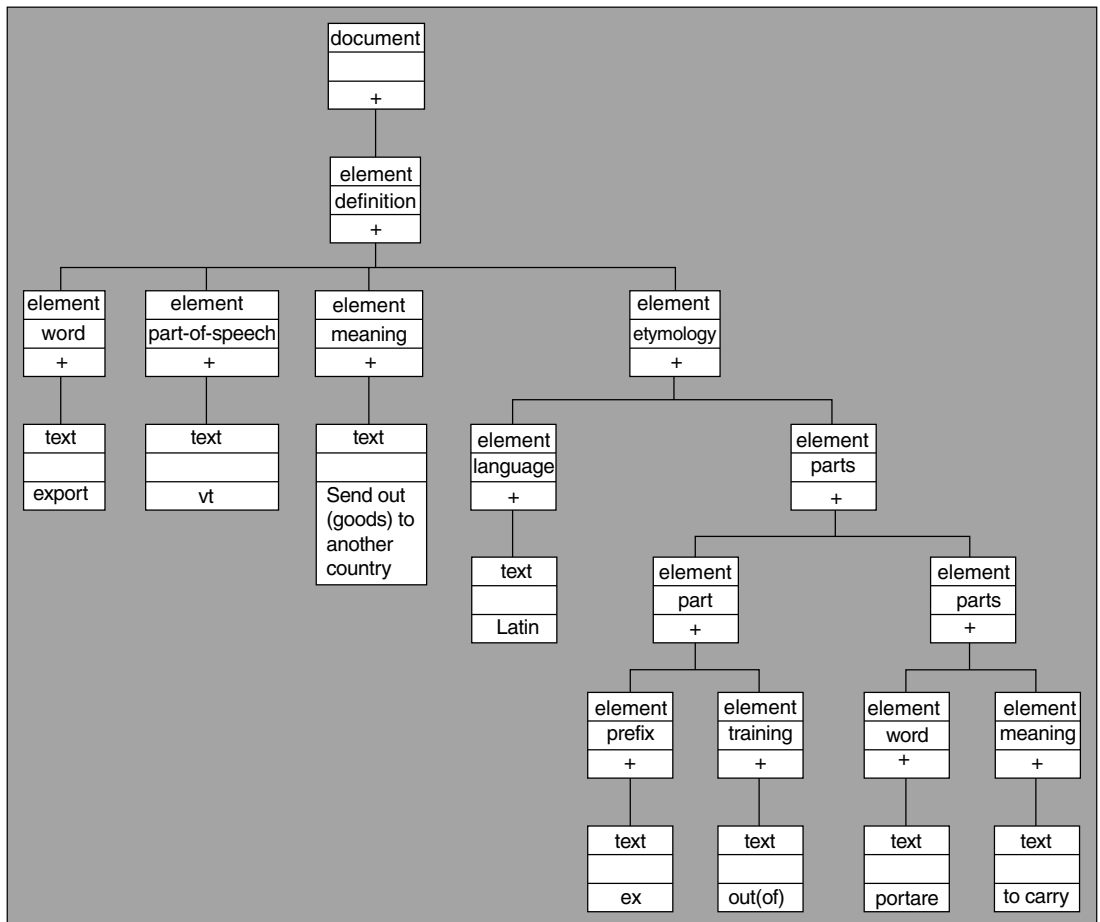 document
+
element
definition
+
element
word
+
element
part-of-speech
+
element
meaning
+
element
etymology
+
text
export
text
vt
text
Send out
(goods) to
another
country
element
language
+
element
parts
+
text
Latin
element
part
+
element
parts
+
element
prefix
+
element
training
+
element
word
+
element
meaning
+
text
ex
text
out(of)
text
portare
text
to carry